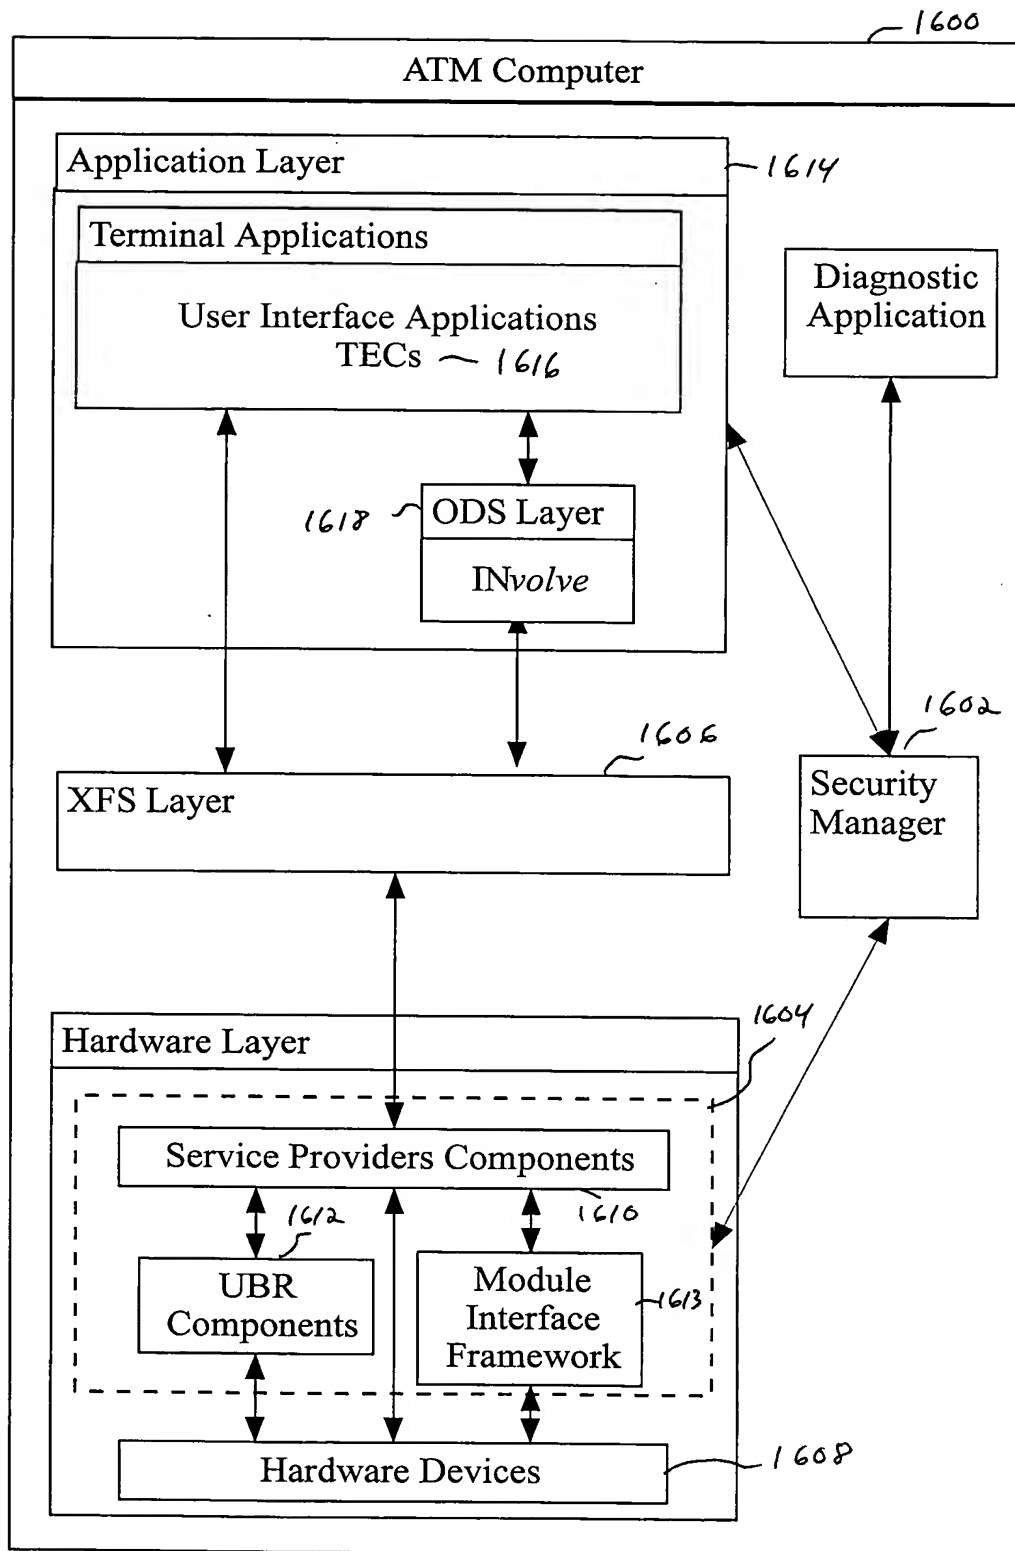 1600
ATM Computer
Application Layer
1614
Terminal Applications
User Interface Applications
TECs 1616
Diagnostic
Application
1618
ODS Layer
INvolve
1602
1606
XFS Layer
Security
Manager
1604
Hardware Layer
Service Providers Components
1610
1612
UBR
Components
Module
Interface
Framework
1613
Hardware Devices
1608